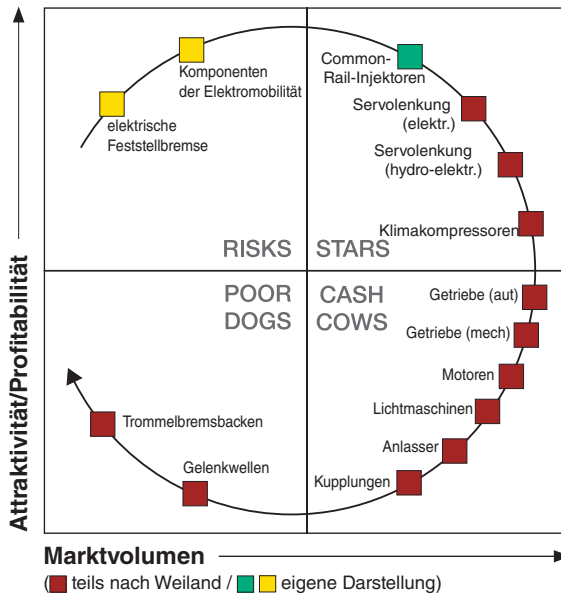 Attraktivität/Profitabilität
Komponenten
der Elektromobilität
elektrische
Feststellbremse
Common-
Rail-Injektoren
Servolenkung
(elektr.)
Servolenkung
(hydro-elektr.)
Klimakompressoren
RISKS
STARS
POOR
DOGS
CASH
COWS
Getriebe (aut)
Getriebe (mech)
Motoren
Lichtmaschinen
Anlasser
Kupplungen
Trommelbremsbacken
Gelenkwellen
Marktvolumen
( teils nach Weiland / eigene Darstellung)